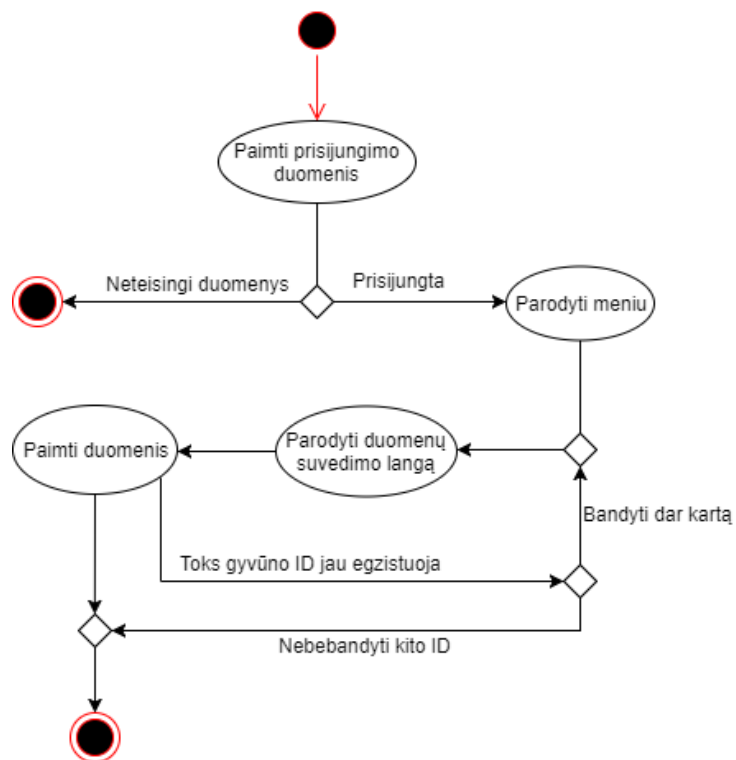 Paimti prisijungimo
duomenis
Neteisingi duomenys
Prisijungta
Parodyti meniu
Paimti duomenis
Parodyti duomenų
suvedimo langą
Bandyti dar kartą
Toks gyvūno ID jau egzistuoja
Nebebandyti kito ID